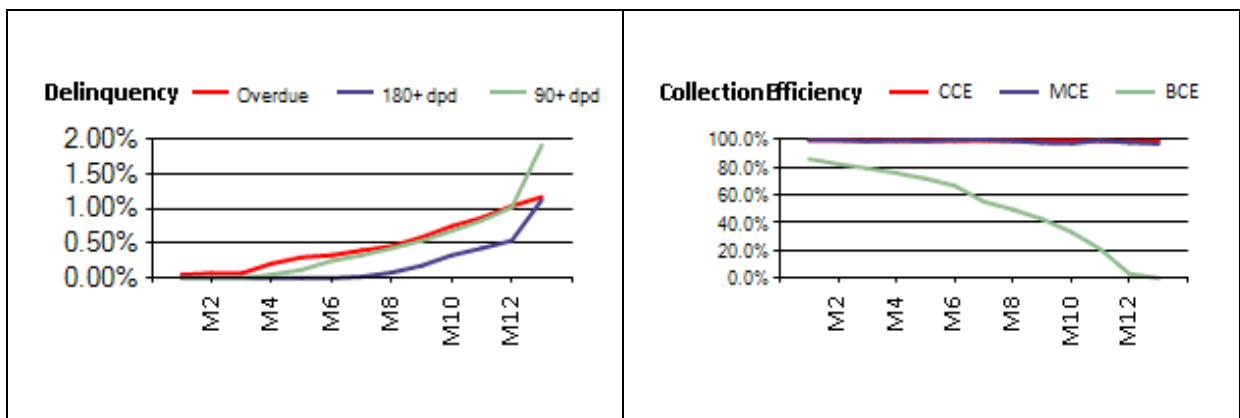 Delinquency Overdue 180+ dpd 90+ dpd
2.00%
1.50%
1.00%
0.50%
0.00%
M2 M4 M6 M8 M10 M12
Collection Efficiency CCE MCE BCE
100.0%
80.0%
60.0%
40.0%
20.0%
0.0%
M2 M4 M6 M8 M10 M12